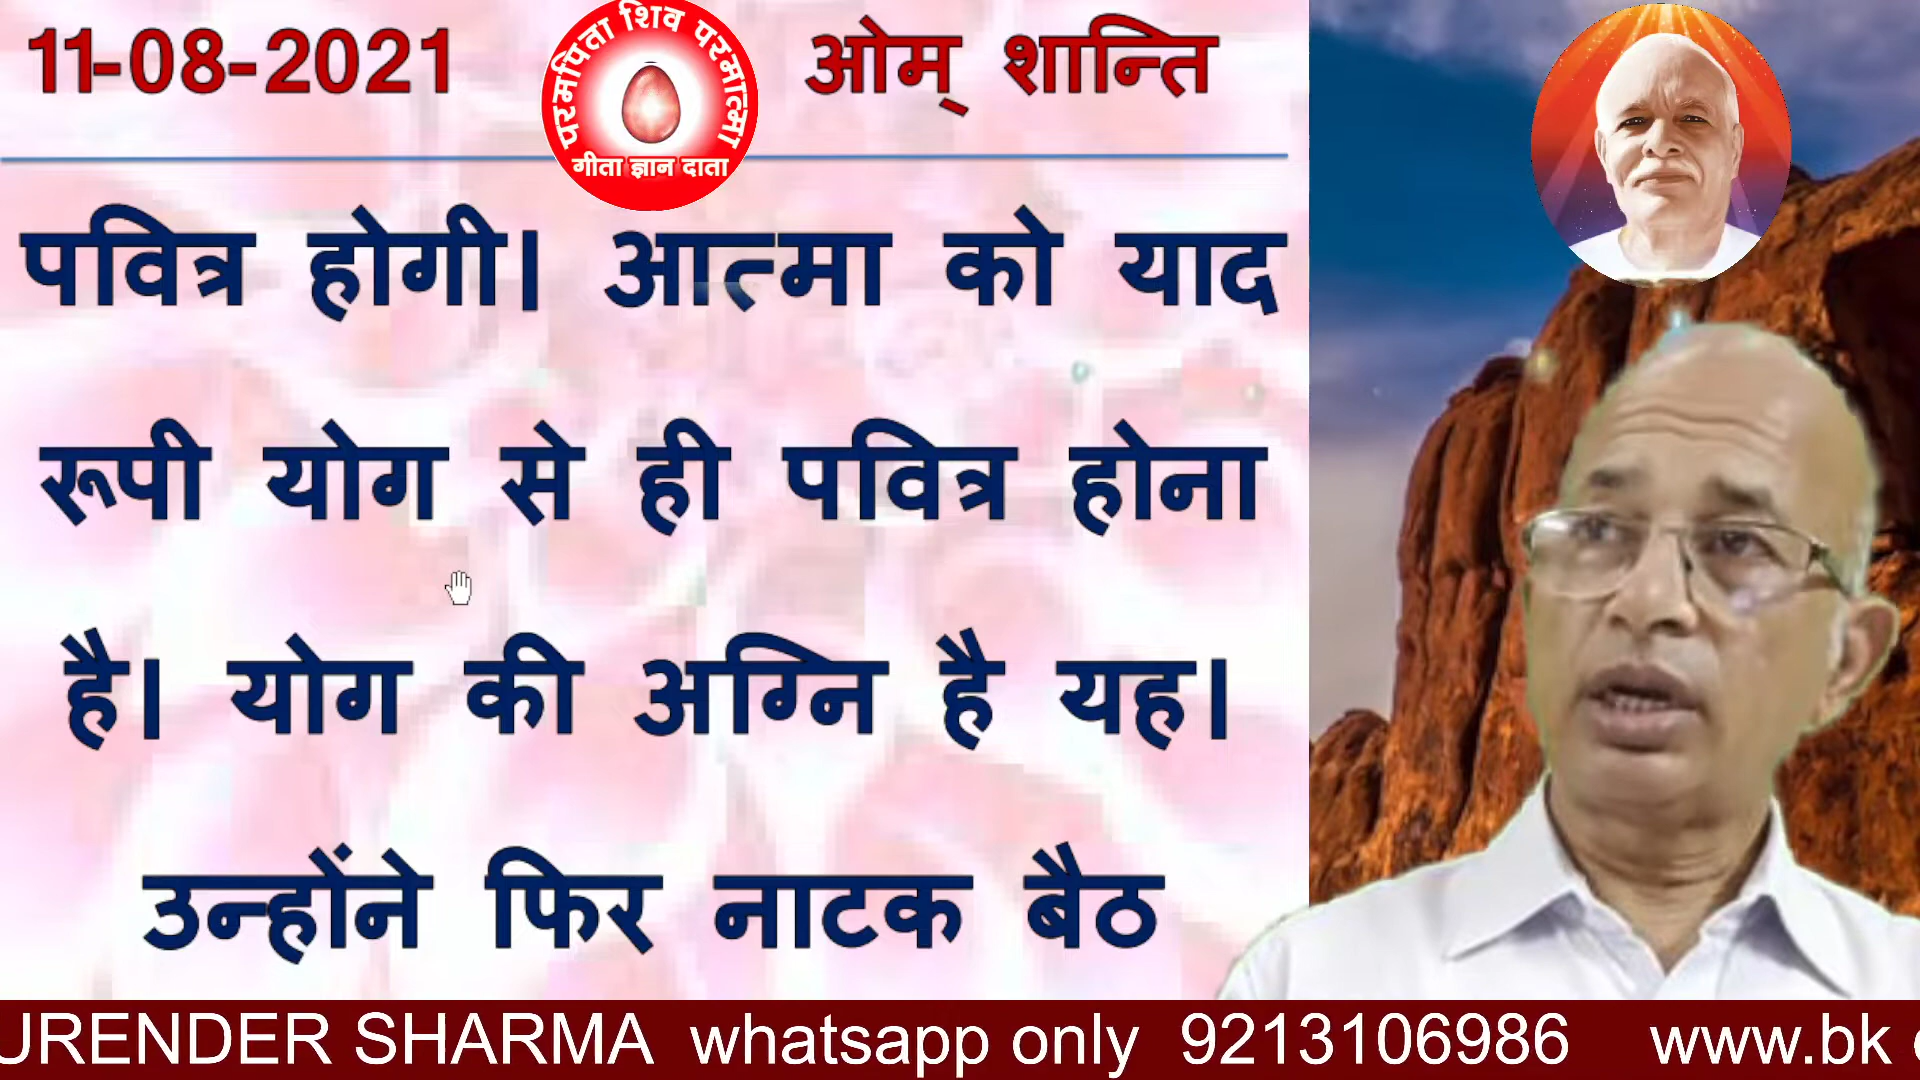 11-08-2021
परमपिता शिव परमात्मा
गीता ज्ञान दाता
ओम् शान्ति
पवित्र होगी। आत्मा को याद
रूपी योग से ही पवित्र होना
है। योग की अग्नि है यह।
उन्होंने फिर नाटक बैठ
URENDER SHARMA whatsapp only 9213106986 www.bk